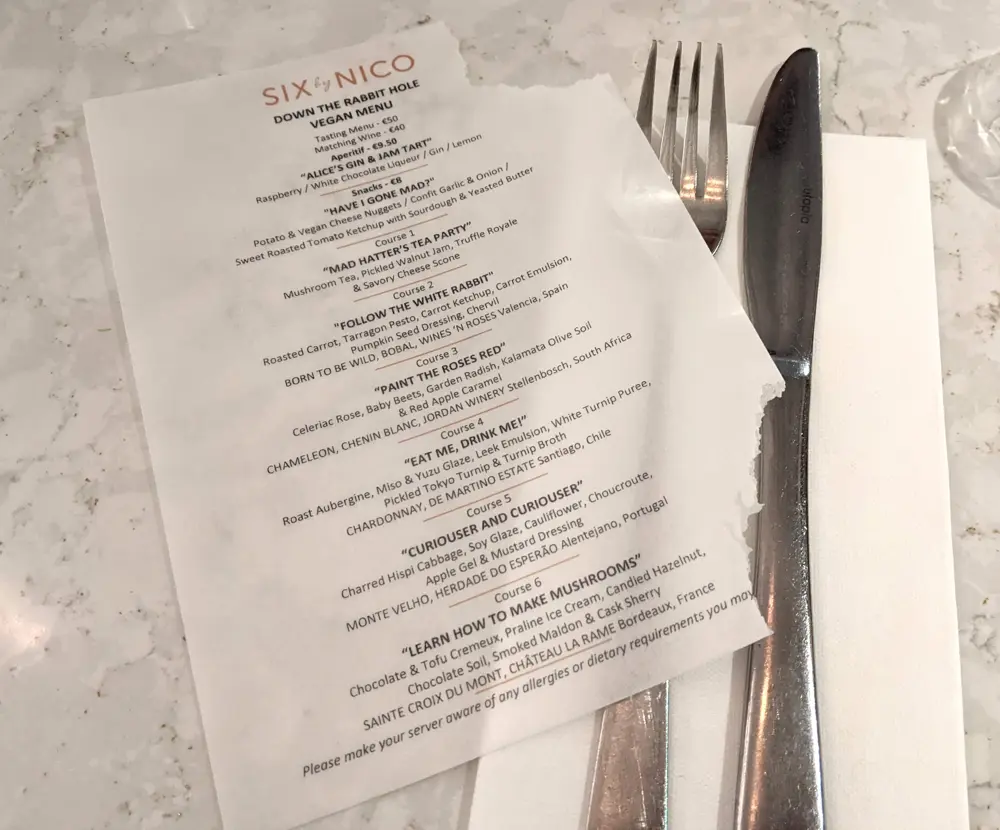 SIX by NICO
DOWN THE RABBIT HOLE
VEGAN MENU
Tasting Menu - €50
Matching Wine - €40
Aperitif - €9.50
"ALICE'S GIN & JAM TART"
Raspberry / White Chocolate Liqueur / Gin / Lemon
Snacks - €8
"HAVE I GONE MAD?"
Potato & Vegan Cheese Nuggets / Confit Garlic & Onion /
Sweet Roasted Tomato Ketchup with Sourdough & Yeasted Butter
Course 1
"MAD HATTER'S TEA PARTY"
Mushroom Tea, Pickled Walnut Jam, Truffle Royale
& Savory Cheese Scone
Course 2
"FOLLOW THE WHITE RABBIT"
Roasted Carrot, Tarragon Pesto, Carrot Ketchup, Carrot Emulsion,
Pumpkin Seed Dressing, Chervil
BORN TO BE WILD, BOBAL, WINES 'N ROSES Valencia, Spain
Course 3
"PAINT THE ROSES RED"
Celeriac Rose, Baby Beets, Garden Radish, Kalamata Olive Soil
& Red Apple Caramel
CHAMELEON, CHENIN BLANC, JORDAN WINERY Stellenbosch, South Africa
Course 4
"EAT ME, DRINK ME!"
Roast Aubergine, Miso & Yuzu Glaze, Leek Emulsion, White Turnip Puree,
Pickled Tokyo Turnip & Turnip Broth
CHARDONNAY, DE MARTINO ESTATE Santiago, Chile
Course 5
"CURIOUSER AND CURIOUSER"
Charred Hispi Cabbage, Soy Glaze, Cauliflower, Choucroute,
Apple Gel & Mustard Dressing
MONTE VELHO, HERDADE DO ESPERÃO Alentejano, Portugal
Course 6
"LEARN HOW TO MAKE MUSHROOMS"
Chocolate & Tofu Cremeux, Praline Ice Cream, Candied Hazelnut,
Chocolate Soil, Smoked Maldon & Cask Sherry
SAINTE CROIX DU MONT, CHÂTEAU LA RAME Bordeaux, France
Please make your server aware of any allergies or dietary requirements you may